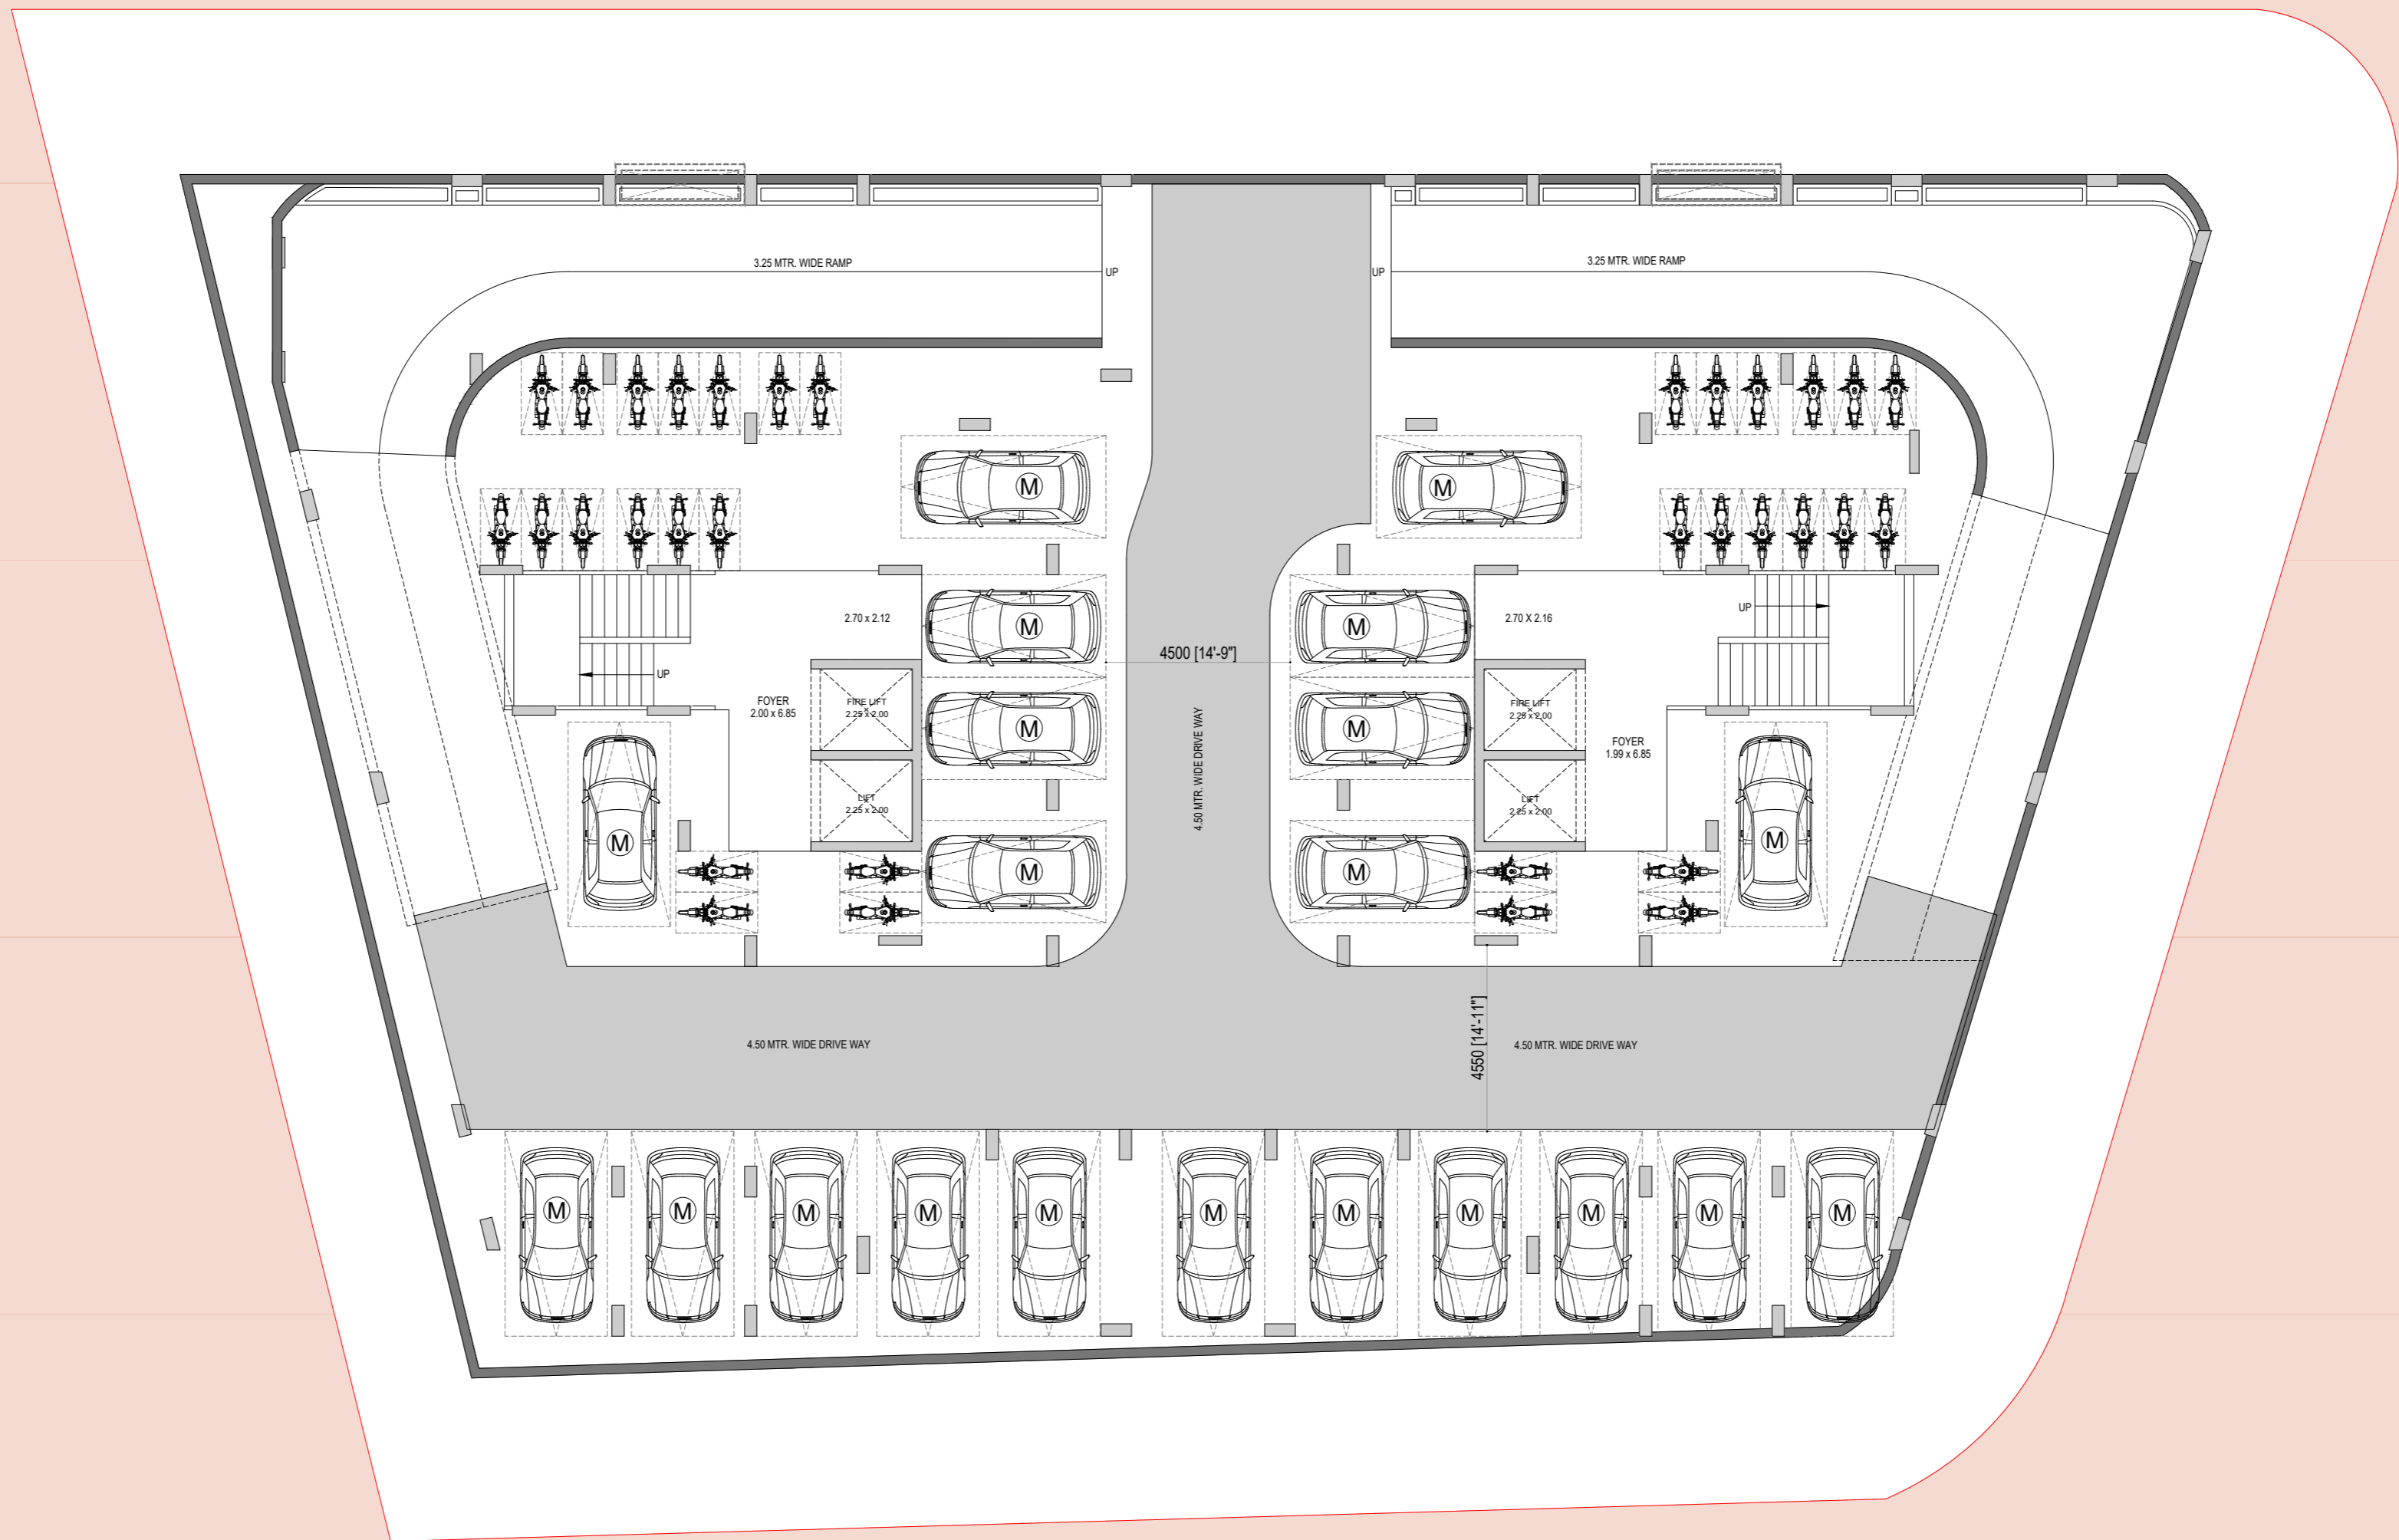 3.25 MTR. WIDE RAMP
UP
UP
3.25 MTR. WIDE RAMP
M
M
2.70 x 2.12
M
M
2.70 X 2.16
UP
4500 [14'-9"]
UP
FOYER
2.00 x 6.85
FIRE LIFT
2.25 x 2.00
M
4.50 MTR. WIDE DRIVE WAY
M
FIRE LIFT
2.25 x 2.00
FOYER
1.99 x 6.85
M
LIFT
2.25 x 2.00
M
M
LIFT
2.25 x 2.00
M
4.50 MTR. WIDE DRIVE WAY
4550 [14'-11"]
4.50 MTR. WIDE DRIVE WAY
M
M
M
M
M
M
M
M
M
M
M